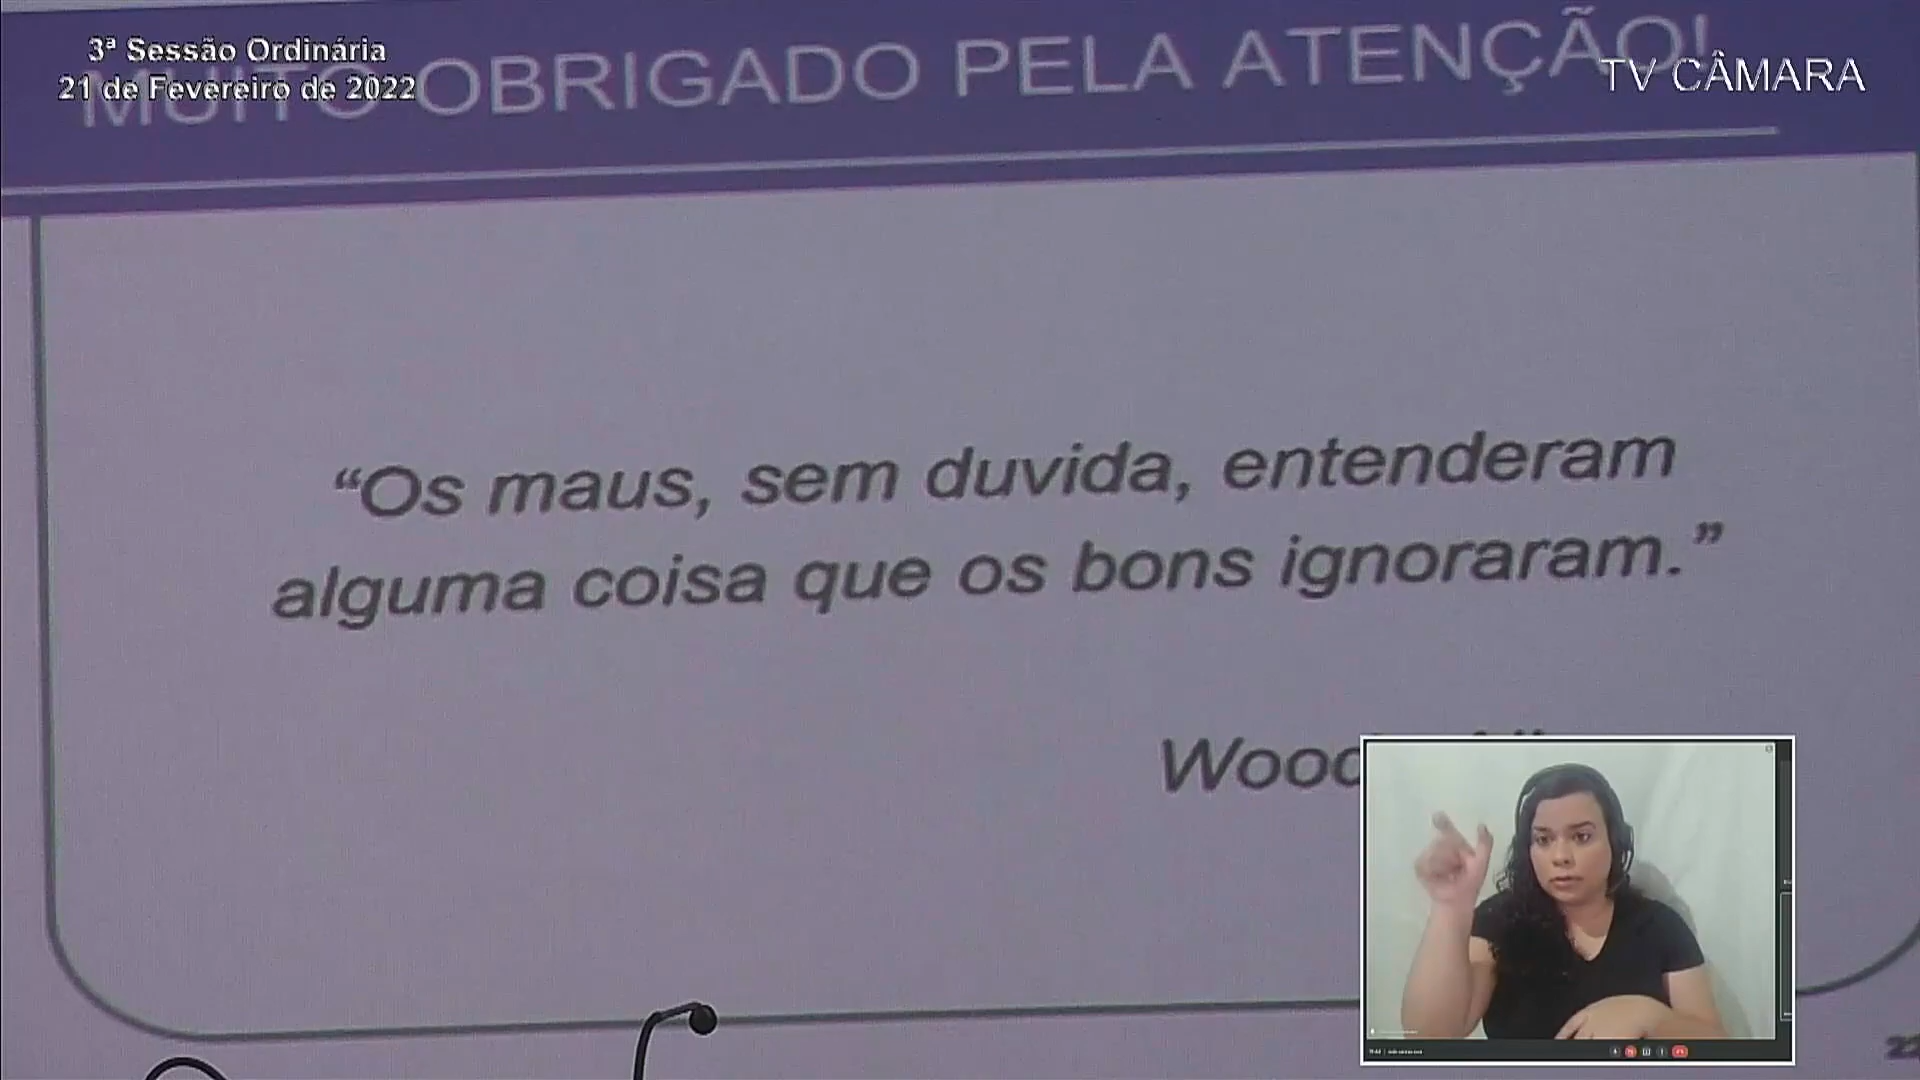 3ª Sessão Ordinária
21 de Fevereiro de 2022
TV CÂMARA
MUITO OBRIGADO PELA ATENÇÃO!
“Os maus, sem duvida, entenderam
alguma coisa que os bons ignoraram.”